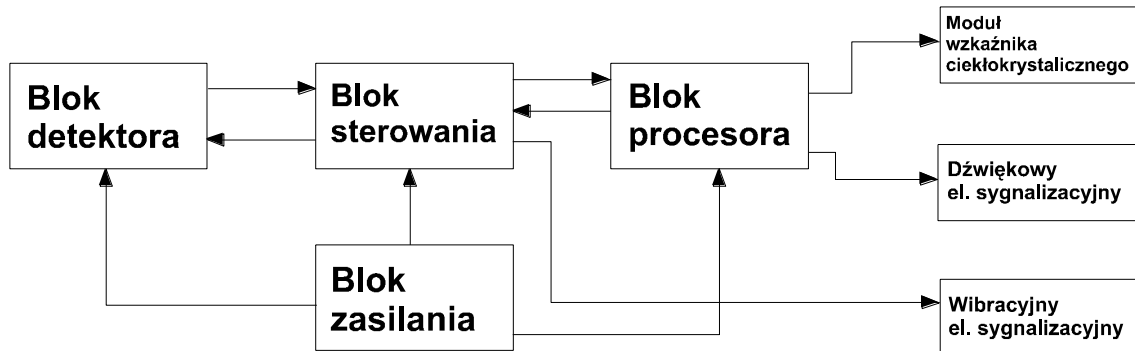 Blok
detektora
Blok
sterowania
Blok
procesora
Moduł
wzkaźnika
ciekłokrystalicznego
Dźwiękowy
el. sygnalizacyjny
Blok
zasilania
Wibracyjny
el. sygnalizacyjny